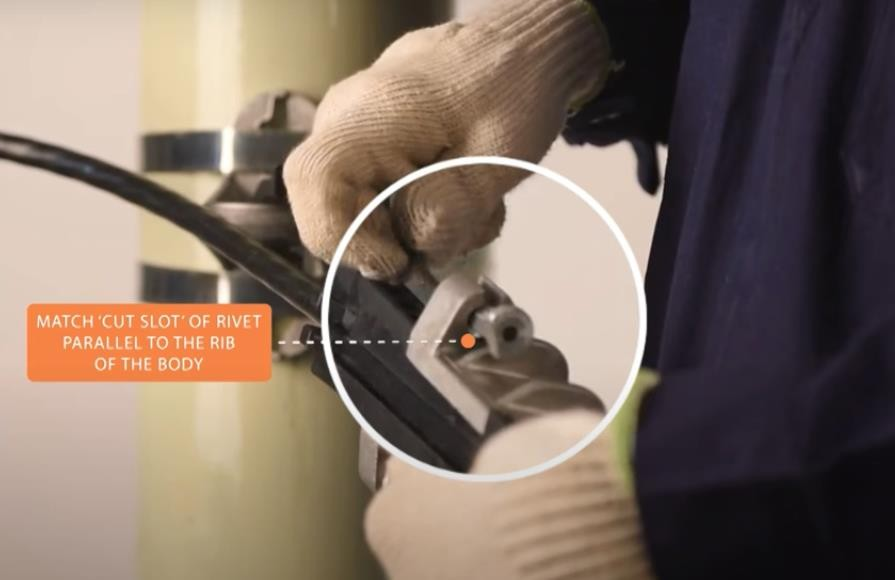 MATCH 'CUT SLOT' OF RIVET
PARALLEL TO THE RIB
OF THE BODY